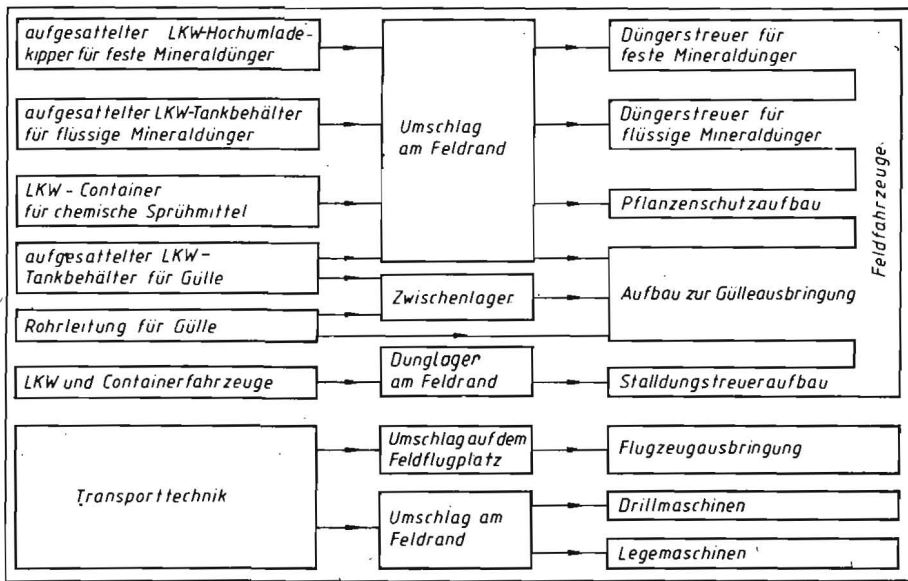 aufgesattelter LKW-Hochumlade-
kipper für feste Mineraldünger
aufgesattelter LKW-Tankbehälter
für flüssige Mineraldünger
LKW - Container
für chemische Sprühmittel
aufgesattelter LKW-
Tankbehälter für Gülle
Rohrleitung für Gülle
LKW und Containerfahrzeuge
Transporttechnik
Umschlag
am Feldrand
Zwischenlager
Dunglager
am Feldrand
Umschlag auf dem
Feldflugplatz
Umschlag am
Feldrand
Düngerstreuer für
feste Mineraldünger
Düngerstreuer für
flüssige Mineraldünger
Pflanzenschutzaufbau
Aufbau zur Gülleausbringung
Stalldungstreueraufbau
Feldfahrzeuge
Flugzeugausbringung
Drillmaschinen
Legemaschinen